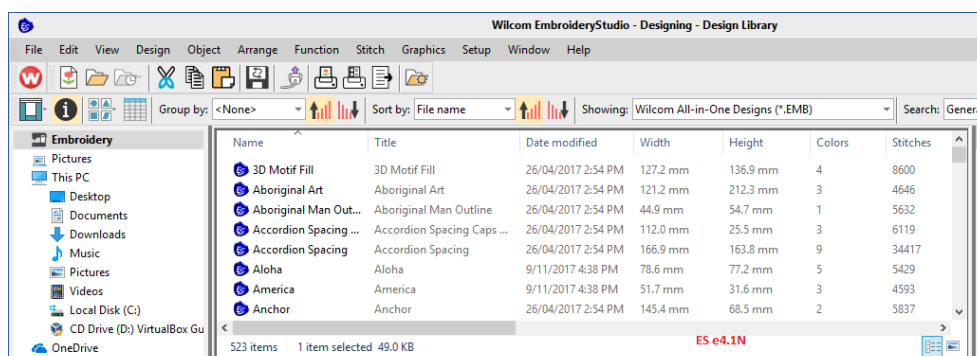 Wilcom EmbroideryStudio - Designing - Design Library
File Edit View Design Object Arrange Function Stitch Graphics Setup Window Help
Group by: <None> Sort by: File name Showing: Wilcom All-in-One Designs (*.EMB) Search: Gener
Embroidery
Pictures
This PC
Desktop
Documents
Downloads
Music
Pictures
Videos
Local Disk (C:)
CD Drive (D:) VirtualBox Gu
OneDrive
Name Title Date modified Width Height Colors Stitches
3D Motif Fill 3D Motif Fill 26/04/2017 2:54 PM 127.2 mm 136.9 mm 4 8600
Aboriginal Art Aboriginal Art 26/04/2017 2:54 PM 121.2 mm 212.3 mm 3 4646
Aboriginal Man Out... Aboriginal Man Outline 26/04/2017 2:54 PM 44.9 mm 54.7 mm 1 5632
Accordion Spacing ... Accordion Spacing Caps ... 26/04/2017 2:54 PM 112.0 mm 25.5 mm 3 6119
Accordion Spacing Accordion Spacing 26/04/2017 2:54 PM 166.9 mm 163.8 mm 9 34417
Aloha Aloha 9/11/2017 4:38 PM 78.6 mm 77.2 mm 5 5429
America America 9/11/2017 4:38 PM 51.7 mm 31.6 mm 3 4593
Anchor Anchor 26/04/2017 2:54 PM 145.4 mm 68.5 mm 2 5837
523 items 1 item selected 49.0 KB ES e4.1N